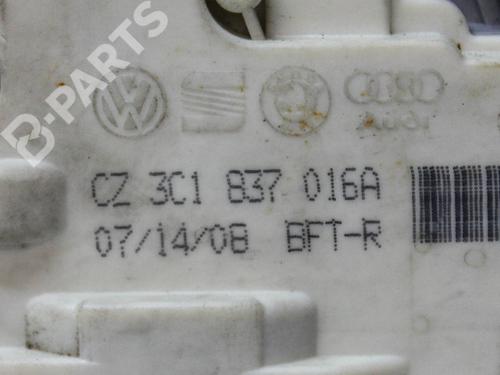 B-PARTS
AUDI
CZ 3C1 837 016A
07/14/08 BFT-R